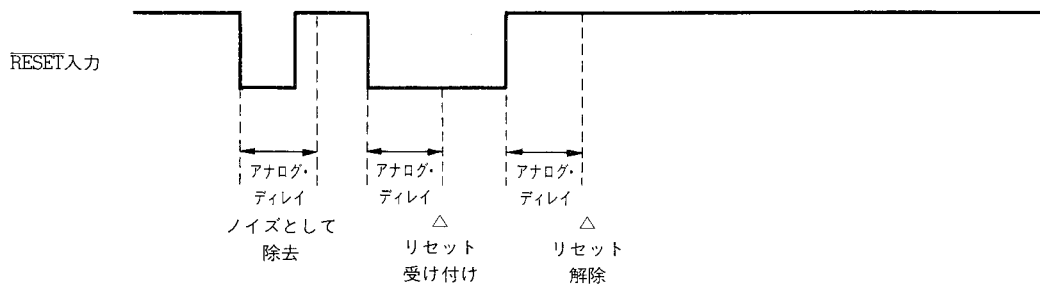 RESET入力
アナログ・
ディレイ
ノイズとして
除去
アナログ・
ディレイ
△
リセット
受け付け
アナログ・
ディレイ
△
リセット
解除